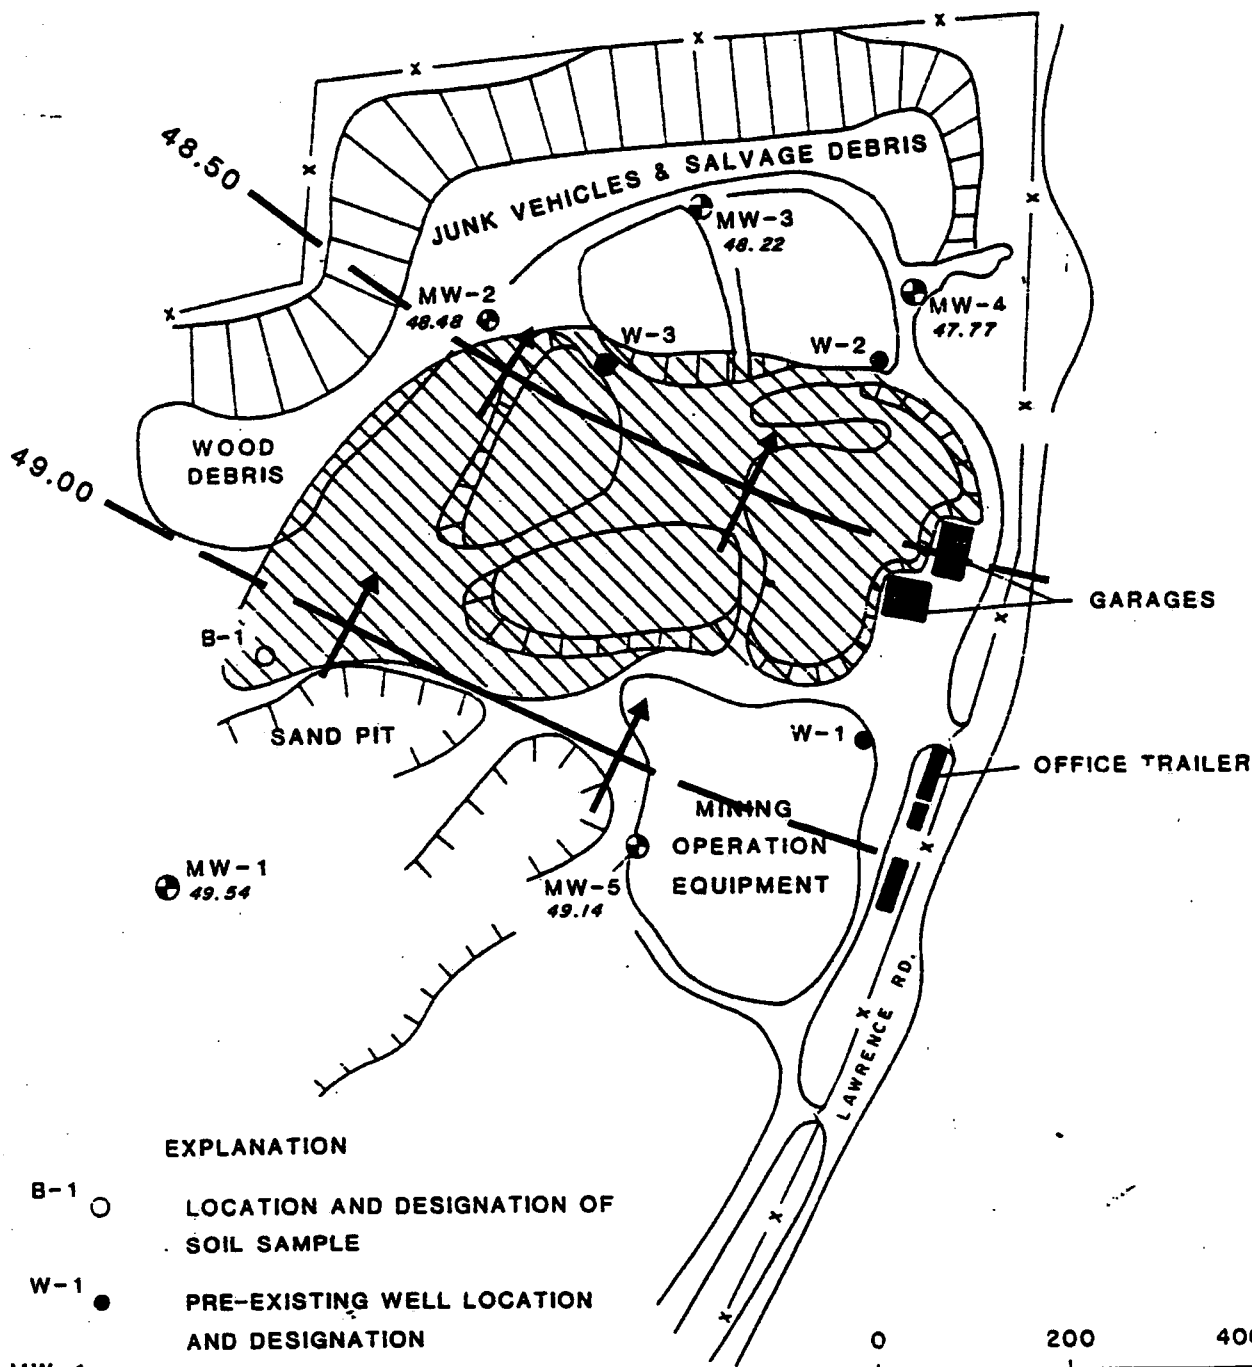 48.50
JUNK VEHICLES & SALVAGE DEBRIS
MW-3
48.22
MW-2
48.48
MW-4
47.77
W-3
W-2
WOOD
DEBRIS
49.00
GARAGES
B-1
SAND PIT
W-1
OFFICE TRAILER
MINING
OPERATION
EQUIPMENT
MW-1
49.54
MW-5
49.14
LAWRENCE RD.
EXPLANATION
B-1
LOCATION AND DESIGNATION OF
SOIL SAMPLE
W-1
PRE-EXISTING WELL LOCATION
AND DESIGNATION
0 200 400
MW-1